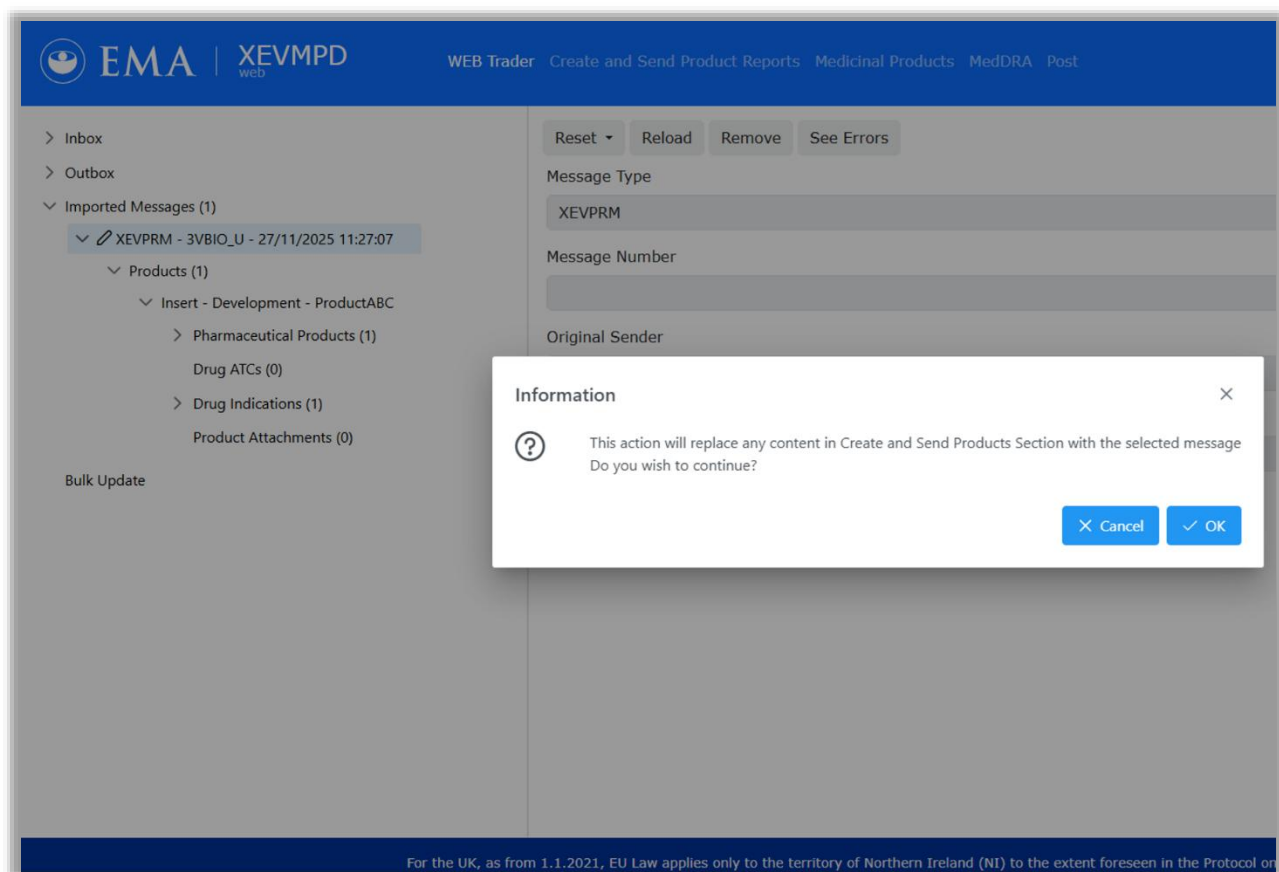 EMA | XEVMPD
web
WEB Trader Create and Send Product Reports Medicinal Products MedDRA Post
Inbox
Outbox
Imported Messages (1)
XEVPRM - 3VBIO_U - 27/11/2025 11:27:07
Products (1)
Insert - Development - ProductABC
Pharmaceutical Products (1)
Drug ATCs (0)
Drug Indications (1)
Product Attachments (0)
Bulk Update
Reset Reload Remove See Errors
Message Type
XEVPRM
Message Number
Original Sender
Information
This action will replace any content in Create and Send Products Section with the selected message
Do you wish to continue?
Cancel OK
For the UK, as from 1.1.2021, EU Law applies only to the territory of Northern Ireland (NI) to the extent foreseen in the Protocol on